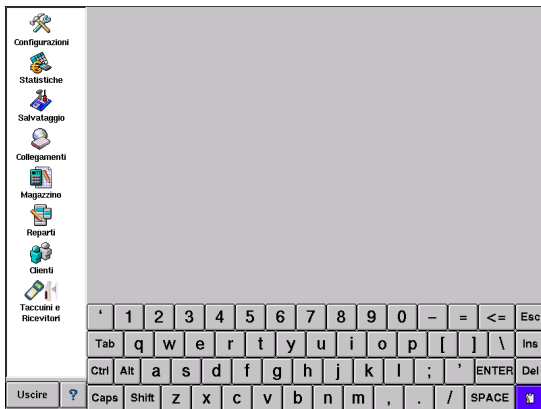 Configurazioni
Statistiche
Salvataggio
Collegamenti
Magazzino
Reparti
Clienti
Taccuini e
Ricevitori
Uscire ?
‘ 1 2 3 4 5 6 7 8 9 0 – = <= Esc
Tab q w e r t y u i o p [ ] \ Ins
Ctrl Alt a s d f g h j k l ; ' ENTER Del
Caps Shift z x c v b n m , . / SPACE